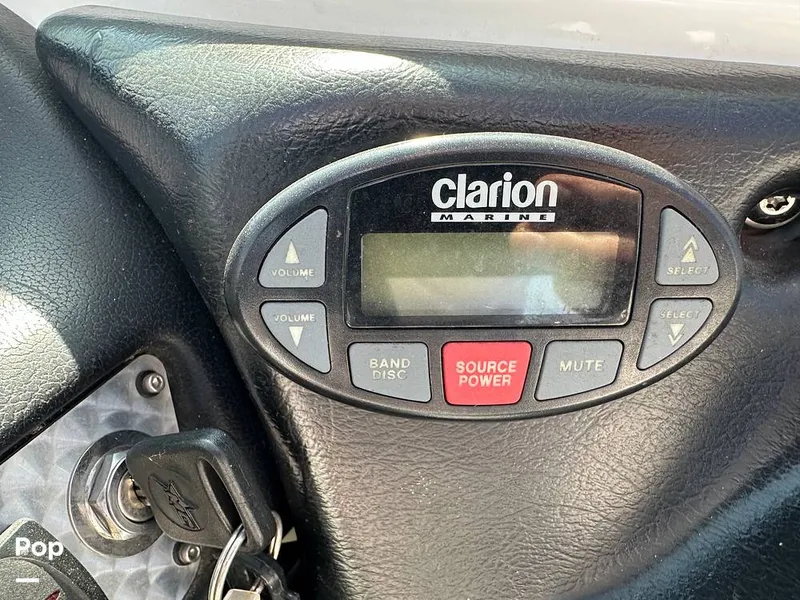 clarion
MARINE
VOLUME
SELECT
VOLUME
SELECT
BAND
DISC
SOURCE
POWER
MUTE
Pop